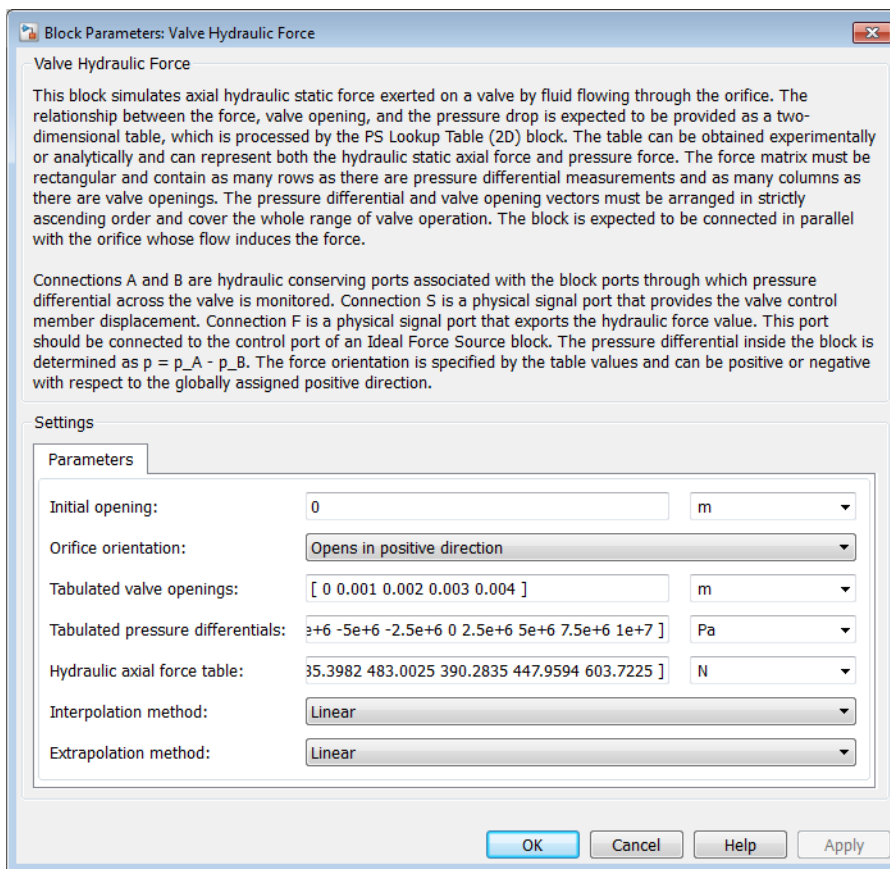 Block Parameters: Valve Hydraulic Force
Valve Hydraulic Force
This block simulates axial hydraulic static force exerted on a valve by fluid flowing through the orifice. The
relationship between the force, valve opening, and the pressure drop is expected to be provided as a two-
dimensional table, which is processed by the PS Lookup Table (2D) block. The table can be obtained experimentally
or analytically and can represent both the hydraulic static axial force and pressure force. The force matrix must be
rectangular and contain as many rows as there are pressure differential measurements and as many columns as
there are valve openings. The pressure differential and valve opening vectors must be arranged in strictly
ascending order and cover the whole range of valve operation. The block is expected to be connected in parallel
with the orifice whose flow induces the force.
Connections A and B are hydraulic conserving ports associated with the block ports through which pressure
differential across the valve is monitored. Connection S is a physical signal port that provides the valve control
member displacement. Connection F is a physical signal port that exports the hydraulic force value. This port
should be connected to the control port of an Ideal Force Source block. The pressure differential inside the block is
determined as p = p_A - p_B. The force orientation is specified by the table values and can be positive or negative
with respect to the globally assigned positive direction.
Settings
Parameters
Initial opening: 0 m
Orifice orientation: Opens in positive direction
Tabulated valve openings: [ 0 0.001 0.002 0.003 0.004 ] m
Tabulated pressure differentials: e+6 -5e+6 -2.5e+6 0 2.5e+6 5e+6 7.5e+6 1e+7 ] Pa
Hydraulic axial force table: 35.3982 483.0025 390.2835 447.9594 603.7225 ] N
Interpolation method: Linear
Extrapolation method: Linear
OK Cancel Help Apply